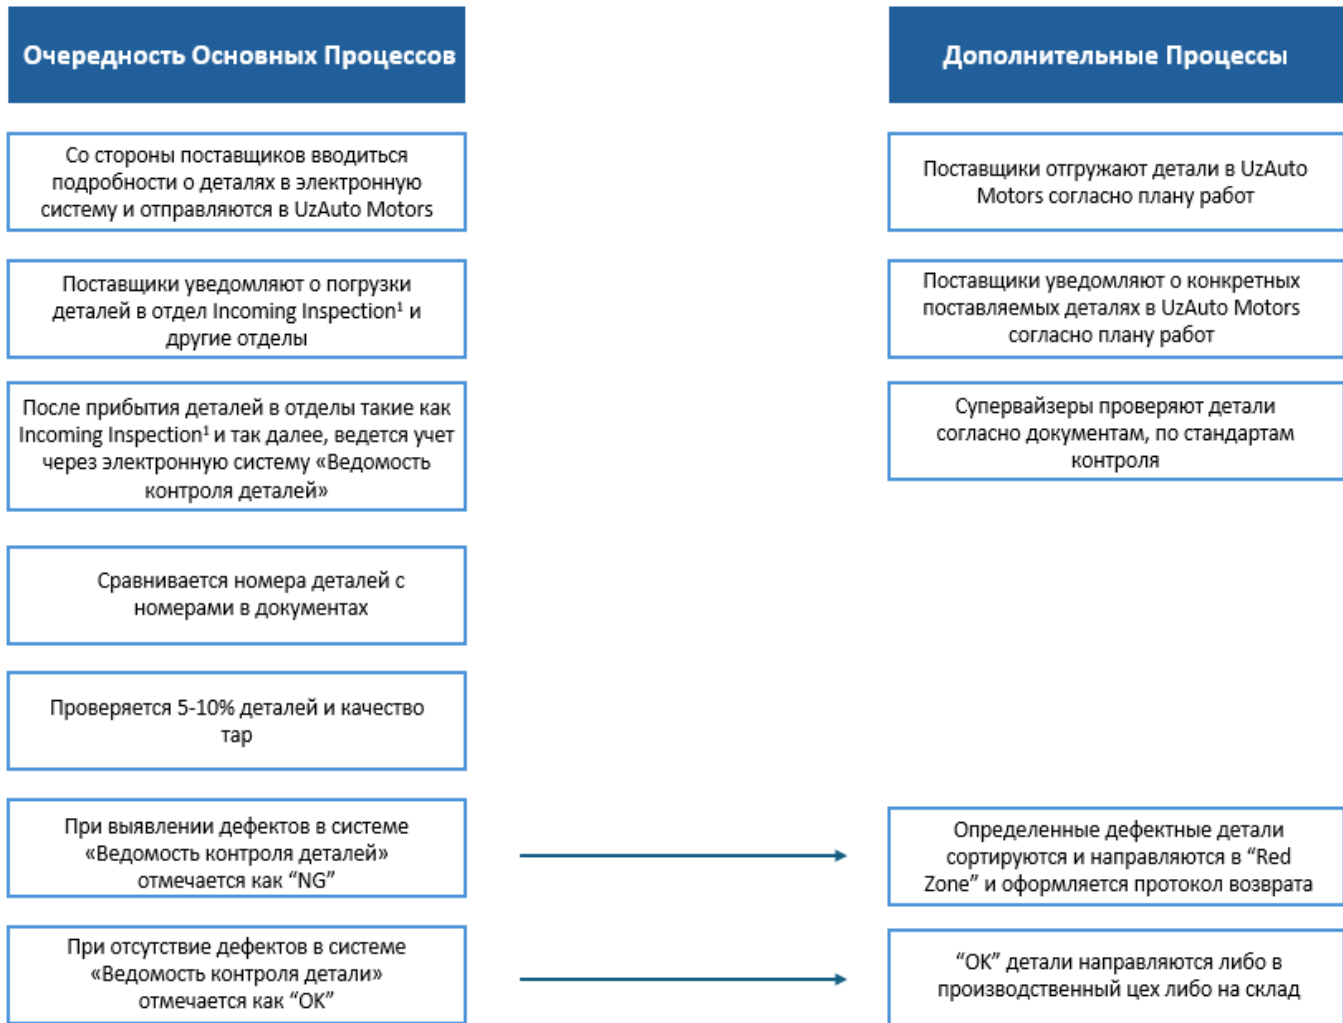 Очередность Основных Процессов
Дополнительные Процессы
Со стороны поставщиков вводиться
подробности о деталях в электронную
систему и отправляются в UzAuto Motors
Поставщики отгружают детали в UzAuto
Motors согласно плану работ
Поставщики уведомляют о погрузки
деталей в отдел Incoming Inspection¹ и
другие отделы
Поставщики уведомляют о конкретных
поставляемых деталях в UzAuto Motors
согласно плану работ
После прибытия деталей в отделы такие как
Incoming Inspection¹ и так далее, ведется учет
через электронную систему «Ведомость
контроля деталей»
Супервайзеры проверяют детали
согласно документам, по стандартам
контроля
Сравнивается номера деталей с
номерами в документах
Проверяется 5-10% деталей и качество
тар
При выявлении дефектов в системе
«Ведомость контроля деталей»
отмечается как “NG”
Определенные дефектные детали
сортируются и направляются в “Red
Zone” и оформляется протокол возврата
При отсутствие дефектов в системе
«Ведомость контроля детали»
отмечается как “OK”
“OK” детали направляются либо в
производственный цех либо на склад